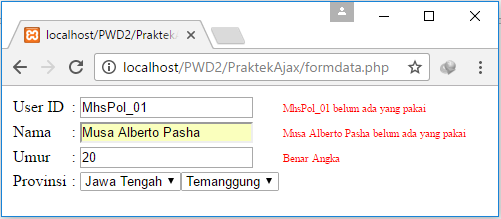 localhost/PWD2/PraktekA
localhost/PWD2/PraktekAjax/formdata.php
User ID : MhsPol_01 MhsPol_01 belum ada yang pakai
Nama : Musa Alberto Pasha Musa Alberto Pasha belum ada yang pakai
Umur : 20 Benar Angka
Provinsi : Jawa Tengah Temanggung